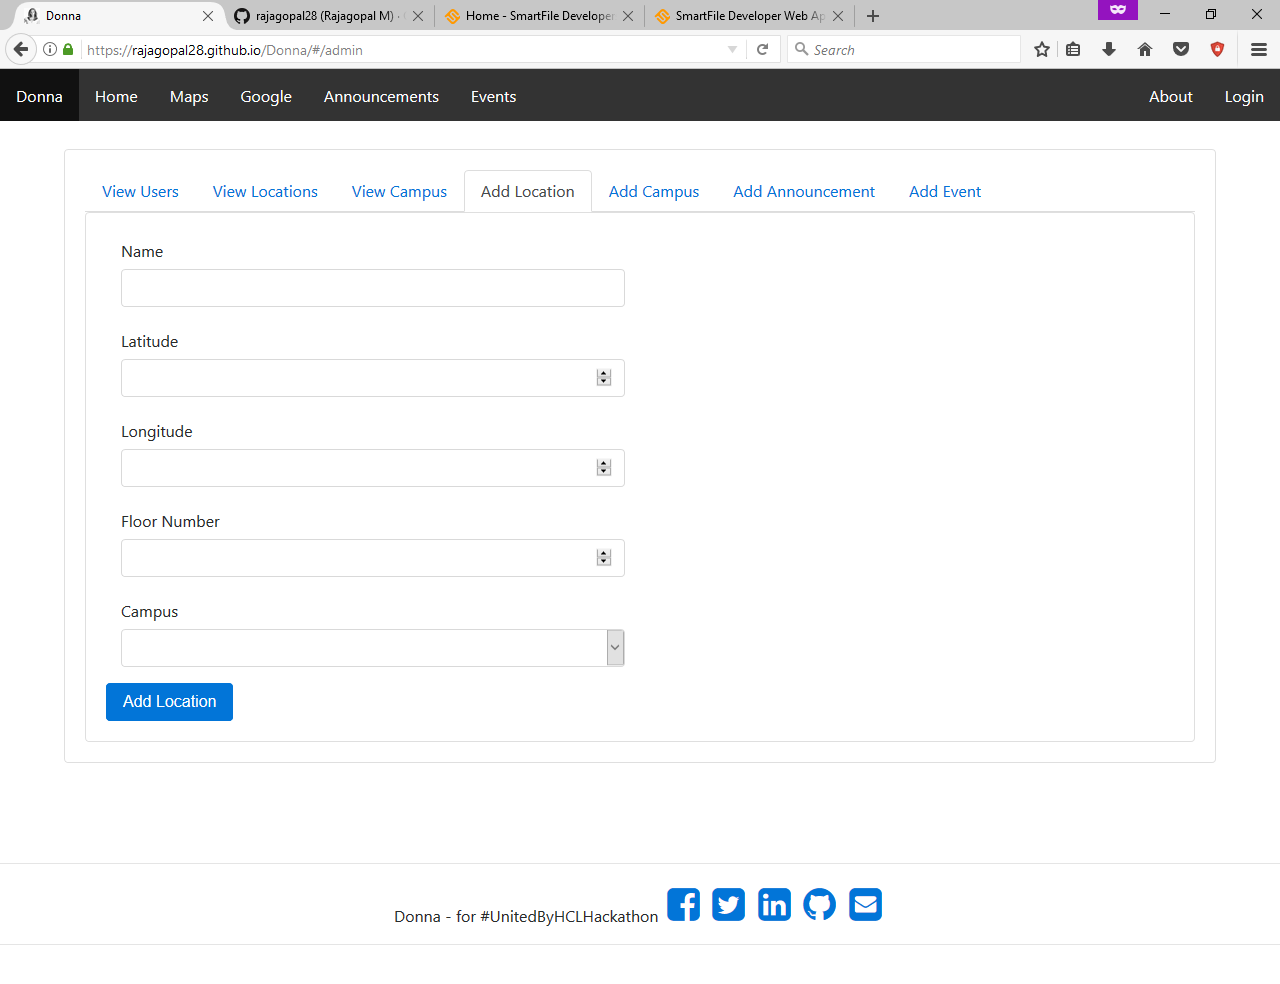 Donna
rajagopal28 (Rajagopal M) ·
Home - SmartFile Developer
SmartFile Developer Web Ap
https://rajagopal28.github.io/Donna/#/admin
Search
Donna Home Maps Google Announcements Events About Login
View Users View Locations View Campus Add Location Add Campus Add Announcement Add Event
Name
Latitude
Longitude
Floor Number
Campus
Add Location
Donna - for #UnitedByHCLHackathon